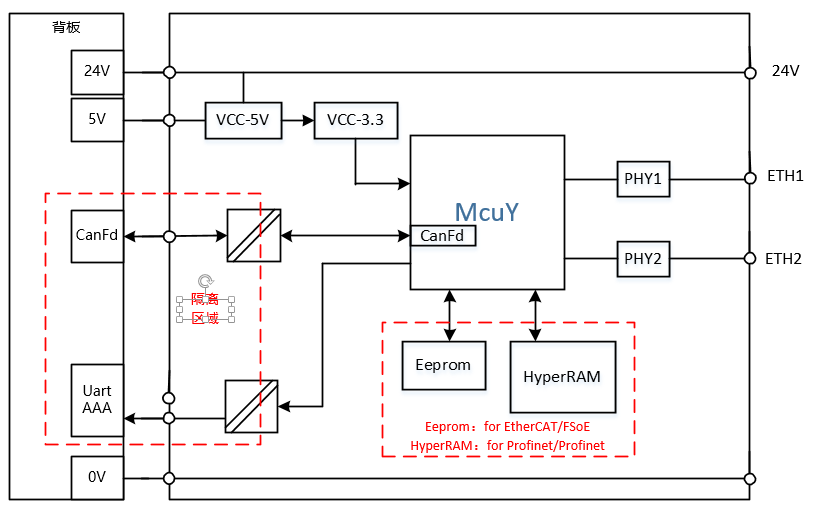 背板
24V
24V
5V
VCC-5V
VCC-3.3
McuY
PHY1
ETH1
CanFd
CanFd
PHY2
ETH2
隔离
区域
Eeprom
HyperRAM
Uart
AAA
Eeprom：for EtherCAT/FSoE
HyperRAM：for Profinet/Profinet
0V